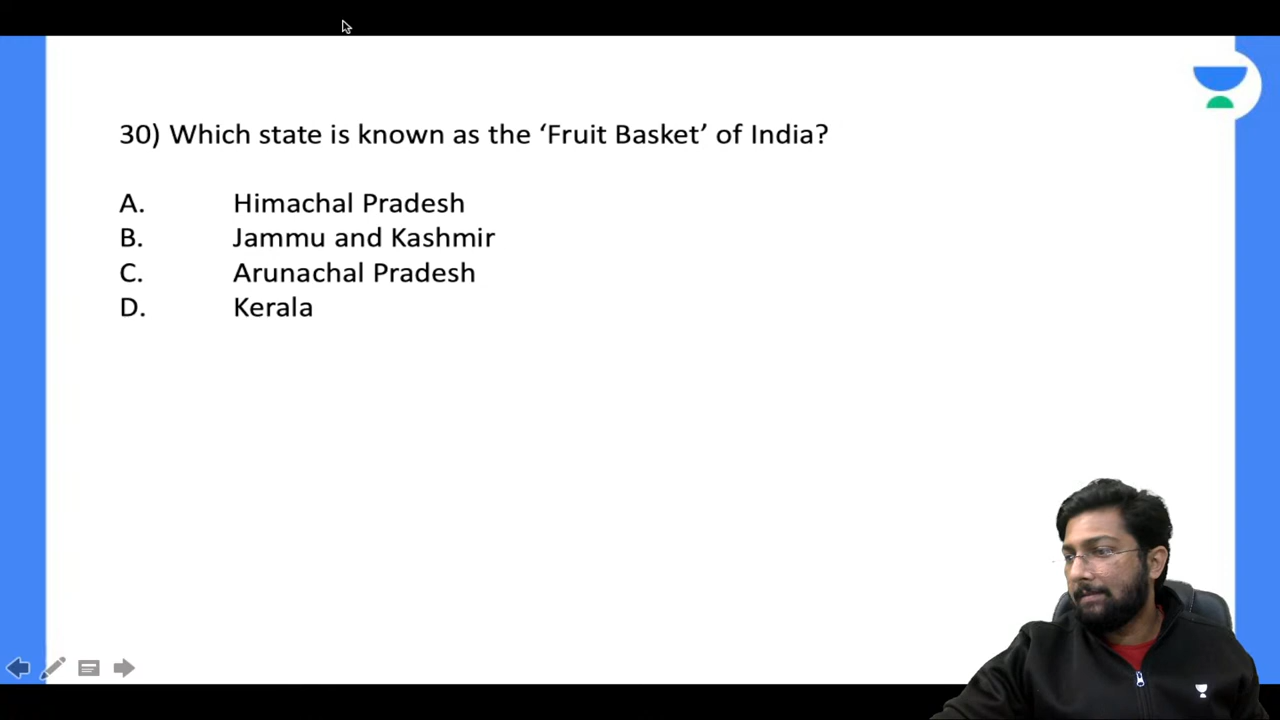 30) Which state is known as the ‘Fruit Basket’ of India?
A. Himachal Pradesh
B. Jammu and Kashmir
C. Arunachal Pradesh
D. Kerala